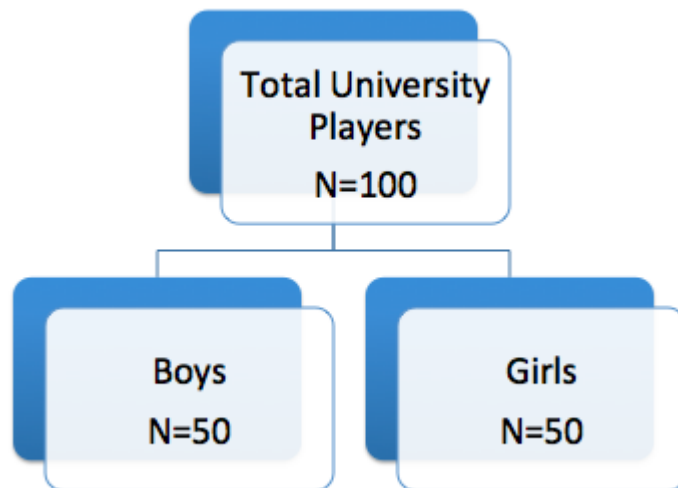 Total University
Players
N=100
Boys
N=50
Girls
N=50